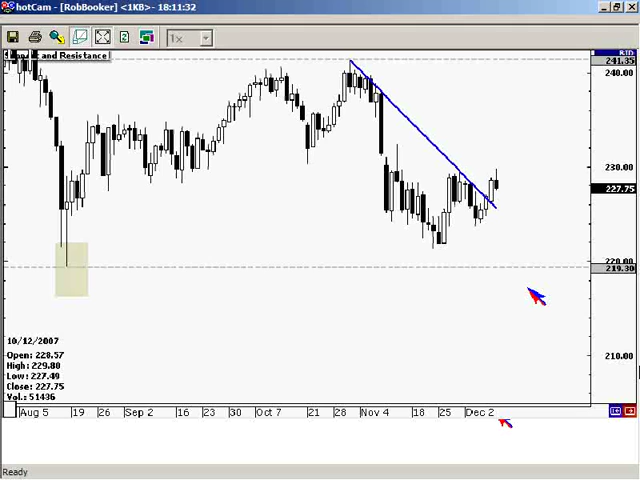 hotCam - [RobBooker] <1KB>- 18:11:32
1x
and Resistance
RTD
241.35
240.00
230.00
227.75
220.00
219.30
210.00
10/12/2007
Open: 228.57
High: 229.80
Low: 227.49
Close: 227.75
Vol.: 51436
Aug 5 19 26 Sep 2 16 23 30 Oct 7 21 28 Nov 4 18 25 Dec 2
Ready